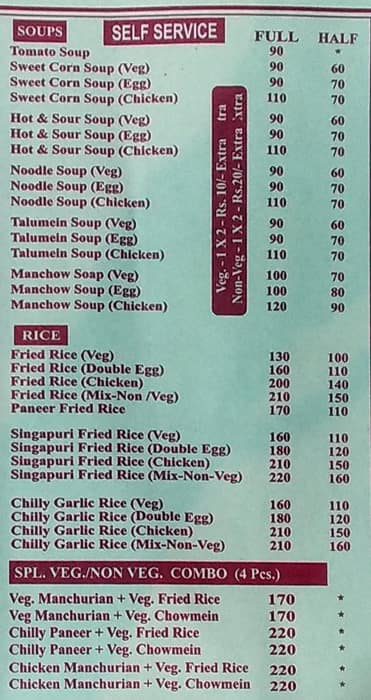 SOUPS SELF SERVICE FULL HALF
Tomato Soup 90 *
Sweet Corn Soup (Veg) 90 60
Sweet Corn Soup (Egg) 90 70
Sweet Corn Soup (Chicken) 110 70
Hot & Sour Soup (Veg) 90 60
Hot & Sour Soup (Egg) 90 70
Hot & Sour Soup (Chicken) 110 70
Noodle Soup (Veg) 90 60
Noodle Soup (Egg) 90 70
Noodle Soup (Chicken) 110 70
Talumein Soup (Veg) 90 60
Talumein Soup (Egg) 90 70
Talumein Soup (Chicken) 110 70
Manchow Soap (Veg) 100 70
Manchow Soup (Egg) 100 80
Manchow Soup (Chicken) 120 90
Veg.- 1 X 2 - Rs. 10/- Extra tra
Non-Veg - 1 X 2 - Rs.20/- Extra xtra
RICE
Fried Rice (Veg) 130 100
Fried Rice (Double Egg) 160 110
Fried Rice (Chicken) 200 140
Fried Rice (Mix-Non /Veg) 210 150
Paneer Fried Rice 170 110
Singapuri Fried Rice (Veg) 160 110
Singapuri Fried Rice (Double Egg) 180 120
Singapuri Fried Rice (Chicken) 210 150
Singapuri Fried Rice (Mix-Non-Veg) 220 160
Chilly Garlic Rice (Veg) 160 110
Chilly Garlic Rice (Double Egg) 180 120
Chilly Garlic Rice (Chicken) 210 150
Chilly Garlic Rice (Mix-Non-Veg) 210 160
SPL. VEG./NON VEG. COMBO (4 Pcs.)
Veg. Manchurian + Veg. Fried Rice 170 *
Veg Manchurian + Veg. Chowmein 170 *
Chilly Paneer + Veg. Fried Rice 220 *
Chilly Paneer + Veg. Chowmein 220 *
Chicken Manchurian + Veg. Fried Rice 220 *
Chicken Manchurian + Veg. Chowmein 220 *